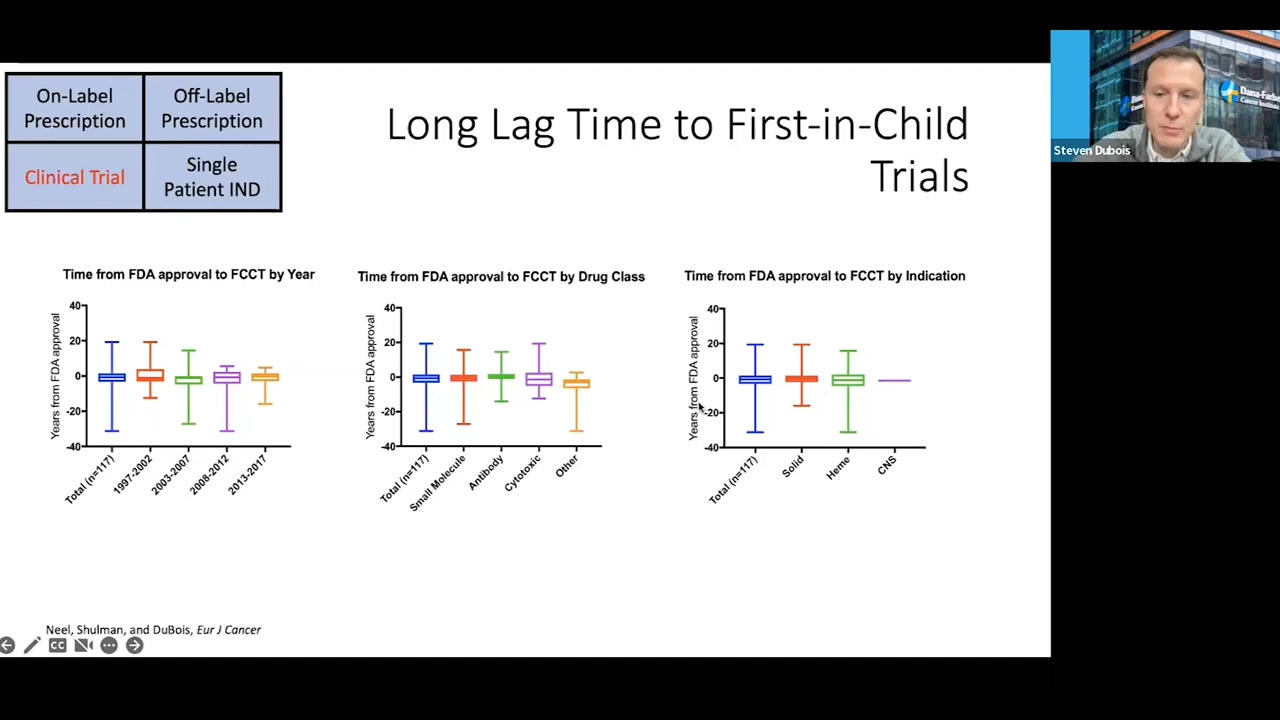 On-Label
Prescription
Off-Label
Prescription
Clinical Trial
Single
Patient IND
Long Lag Time to First-in-Child
Trials
Steven Dubois
Dana-Farbe
Cancer Institute
Time from FDA approval to FCCT by Year
Years from FDA approval
40
20
0
-20
-40
Total (n=117)
1997-2002
2003-2007
2008-2012
2013-2017
Time from FDA approval to FCCT by Drug Class
Years from FDA approval
40
20
0
-20
-40
Total (n=117)
Small Molecule
Antibody
Cytotoxic
Other
Time from FDA approval to FCCT by Indication
Years from FDA approval
40
20
0
-20
-40
Total (n=117)
Solid
Heme
CNS
Neel, Shulman, and DuBois, Eur J Cancer
CC